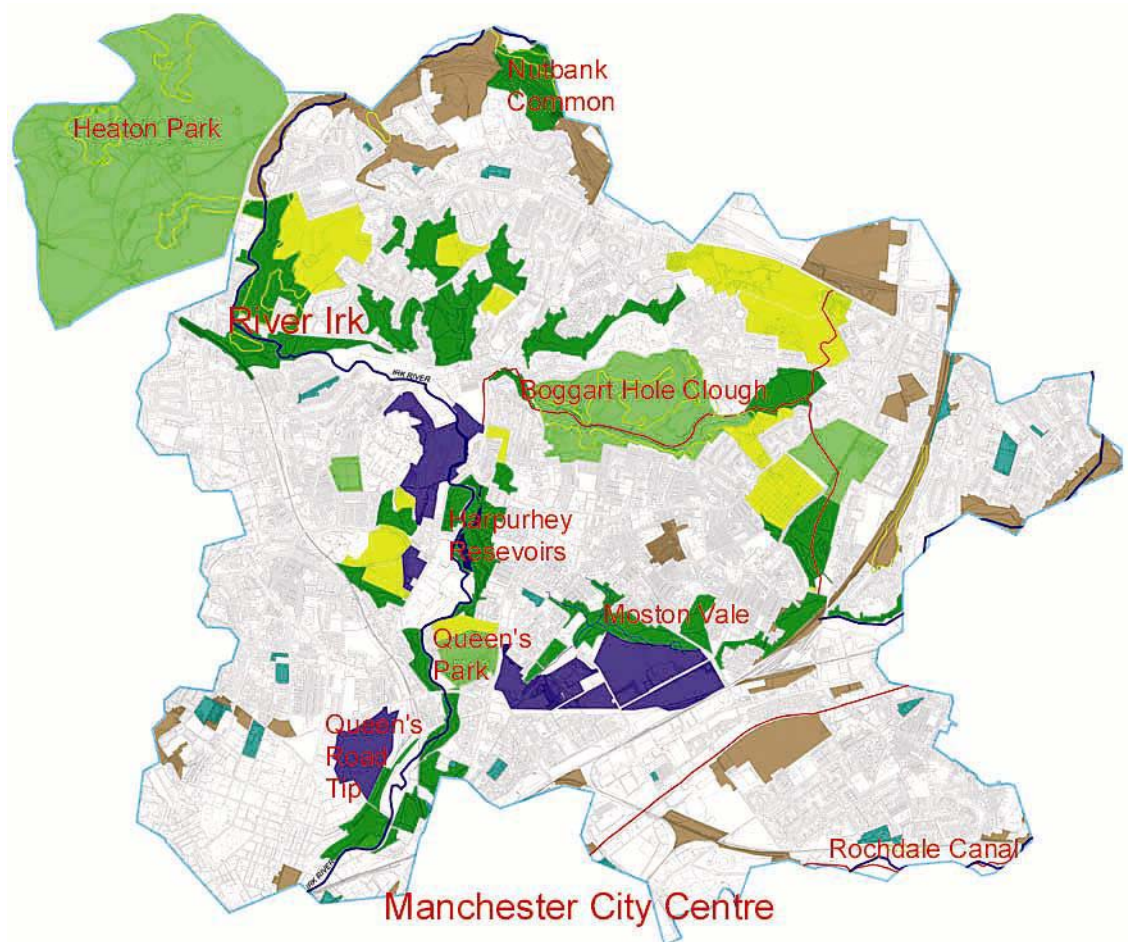 Nutbank
Common
Heaton Park
River Irk
IRK RIVER
Boggart Hole Clough
Harpurhey
Resevoirs
Moston Vale
Queen's
Park
Queen's
Road
Tip
Rochdale Canal
IRK RIVER
Manchester City Centre